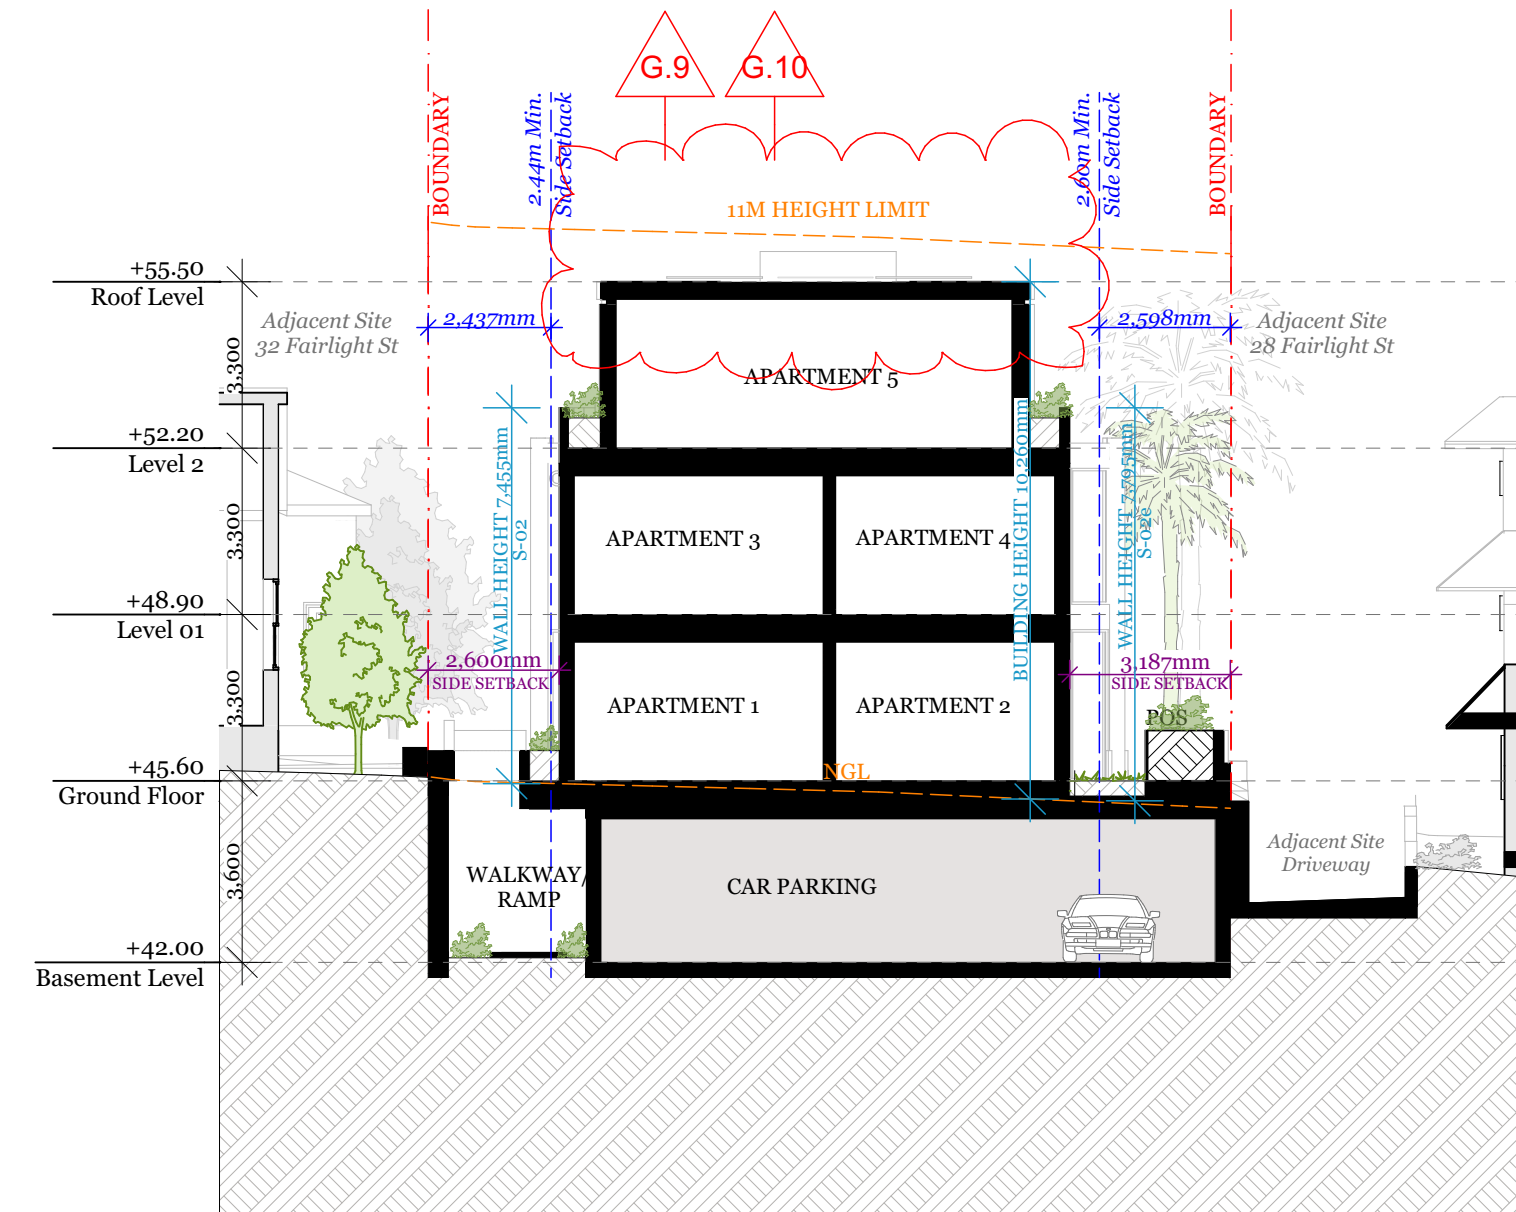 G.9
G.10
BOUNDARY
2.44m Min.
Side Setback
2.60m Min.
Side Setback
BOUNDARY
11M HEIGHT LIMIT
+55.50
Roof Level
Adjacent Site
32 Fairlight St
2,437mm
2,598mm
Adjacent Site
28 Fairlight St
3,300
APARTMENT 5
+52.20
Level 2
WALL HEIGHT 7,455mm
S-02
BUILDING HEIGHT 10,260mm
WALL HEIGHT 7,795mm
S-02e
3,300
APARTMENT 3
APARTMENT 4
+48.90
Level 01
2,600mm
SIDE SETBACK
3,187mm
SIDE SETBACK
3,300
APARTMENT 1
APARTMENT 2
POS
+45.60
Ground Floor
NGL
3,600
WALKWAY/
RAMP
CAR PARKING
Adjacent Site
Driveway
+42.00
Basement Level